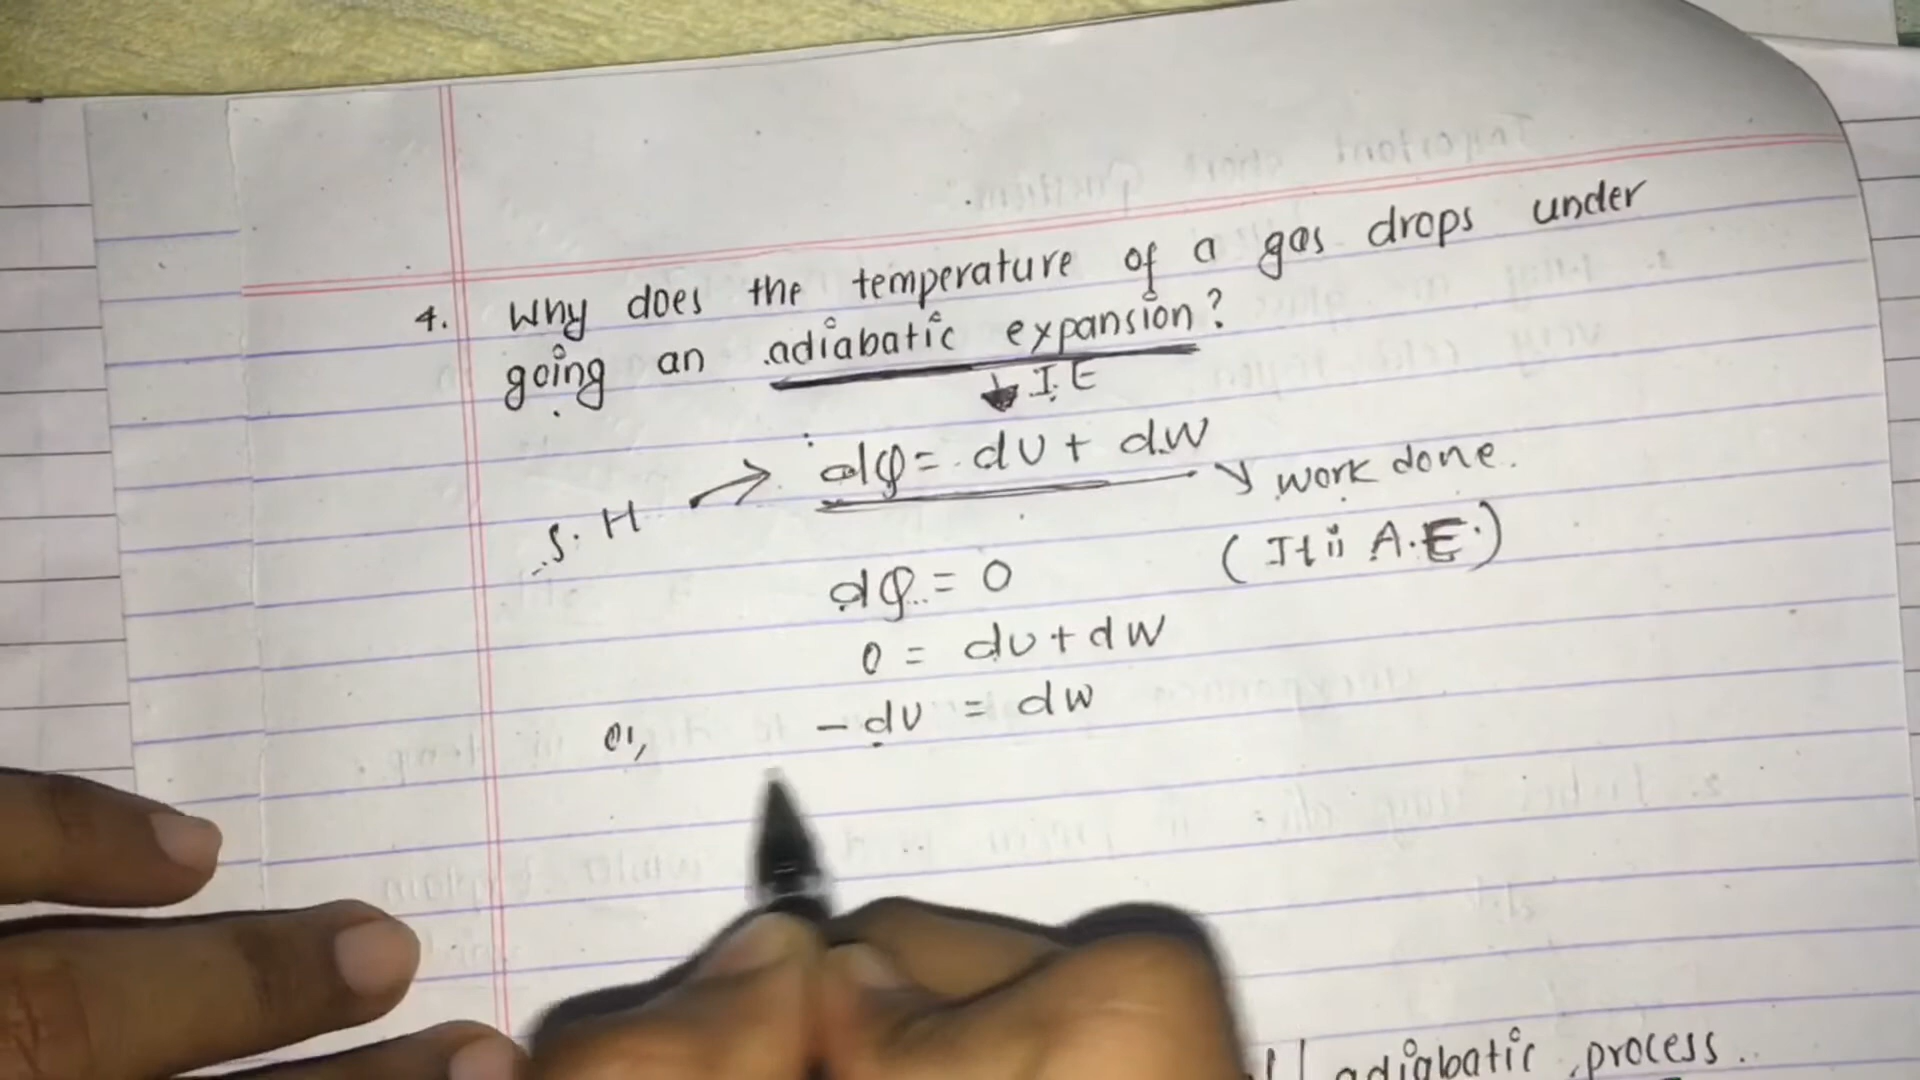 4. Why does the temperature of a gas drops under
going an adiabatic expansion?
I.E
dQ = dU + dW
S.H
work done.
dQ = 0
(It ii A.E.)
0 = dU + dW
or, -dU = dW
adiabatic process.